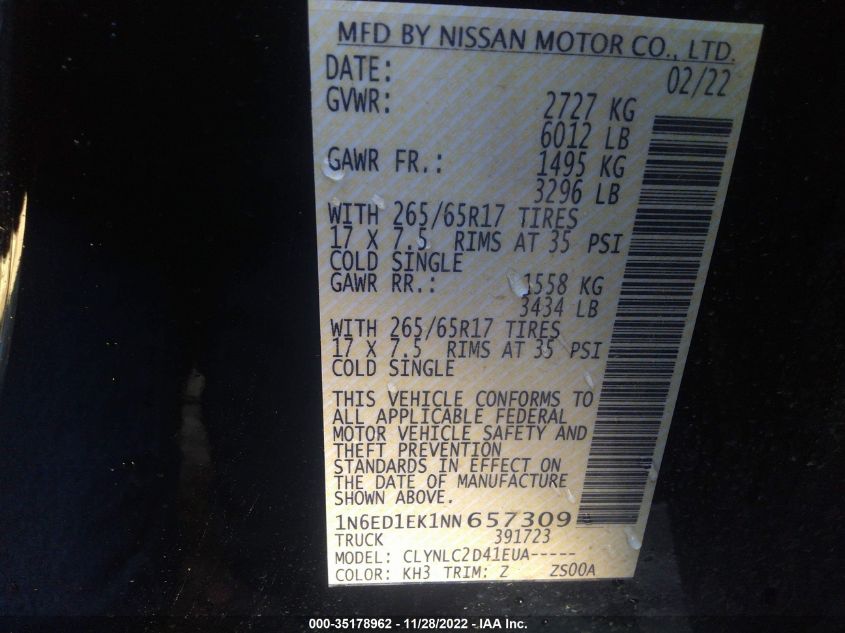 MFD BY NISSAN MOTOR CO., LTD.
DATE: 02/22
GVWR: 2727 KG
6012 LB
GAWR FR.: 1495 KG
3296 LB
WITH 265/65R17 TIRES
17 X 7.5 RIMS AT 35 PSI
COLD SINGLE
GAWR RR.: 1558 KG
3434 LB
WITH 265/65R17 TIRES
17 X 7.5 RIMS AT 35 PSI
COLD SINGLE
THIS VEHICLE CONFORMS TO
ALL APPLICABLE FEDERAL
MOTOR VEHICLE SAFETY AND
THEFT PREVENTION
STANDARDS IN EFFECT ON
THE DATE OF MANUFACTURE
SHOWN ABOVE.
1N6ED1EK1NN657309
TRUCK 391723
MODEL: CLYNLC2D41EUA-----
COLOR: KH3 TRIM: Z ZS00A
000-35178962 - 11/28/2022 - IAA Inc.